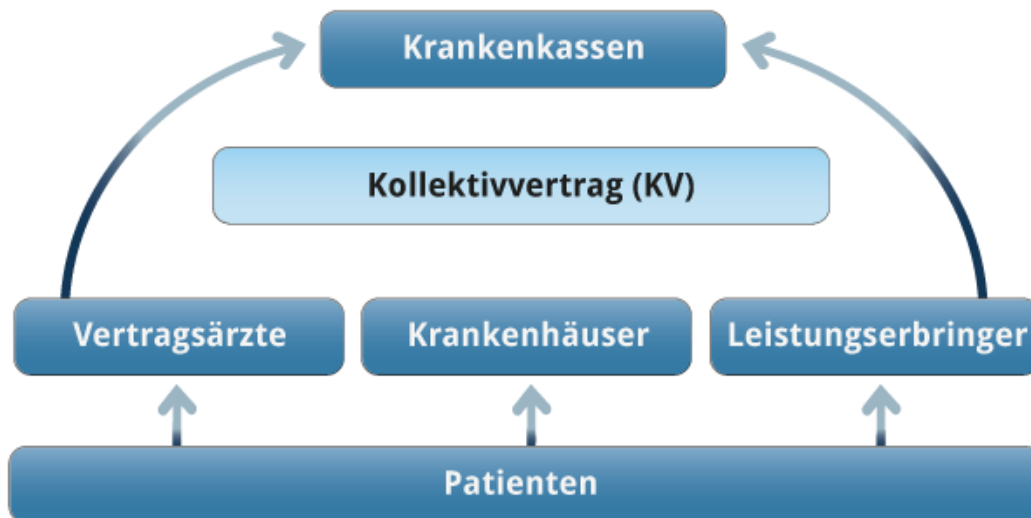 Krankenkassen
Kollektivvertrag (KV)
Vertragsärzte
Krankenhäuser
Leistungserbringer
Patienten